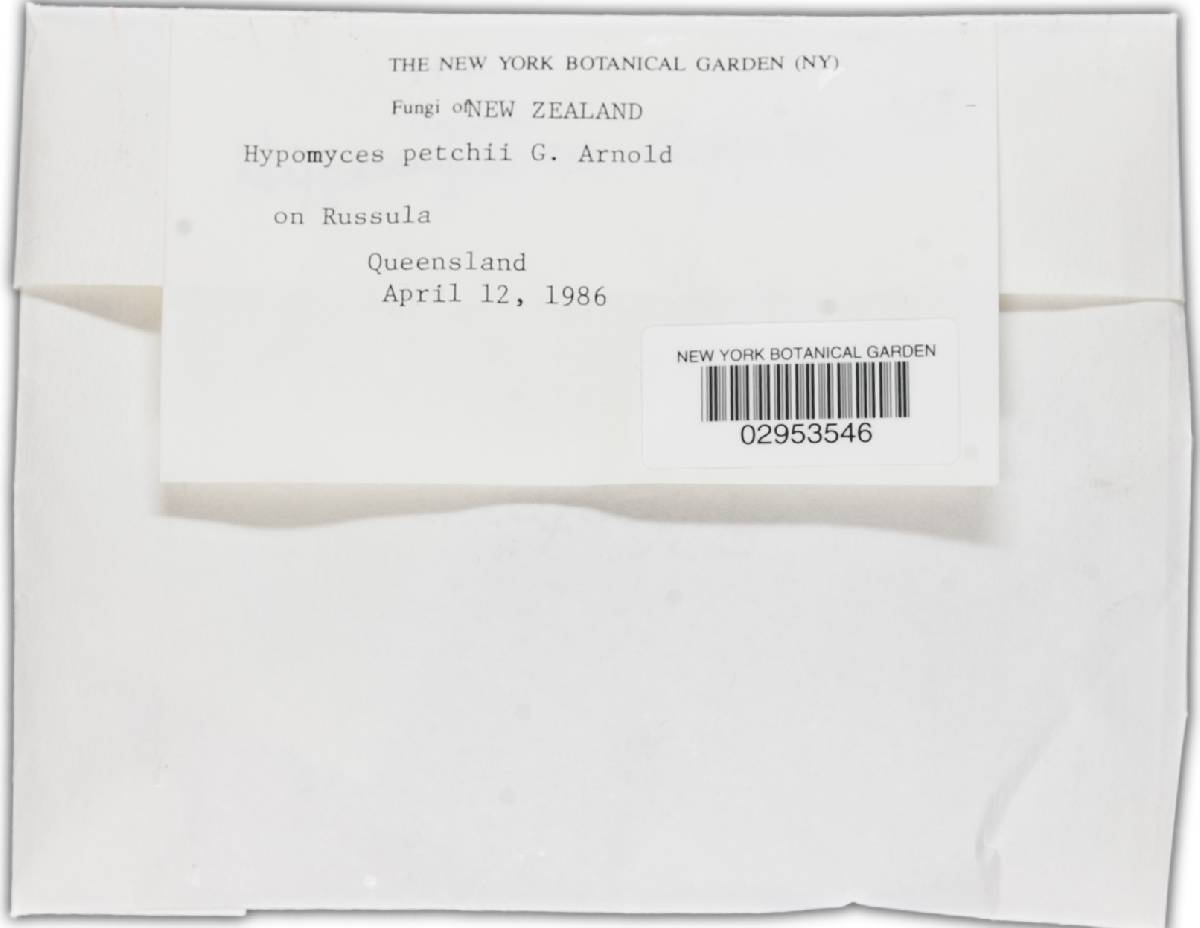 THE NEW YORK BOTANICAL GARDEN (NY)
Fungi of NEW ZEALAND
Hypomyces petchii G. Arnold
on Russula
Queensland
April 12, 1986
NEW YORK BOTANICAL GARDEN
02953546